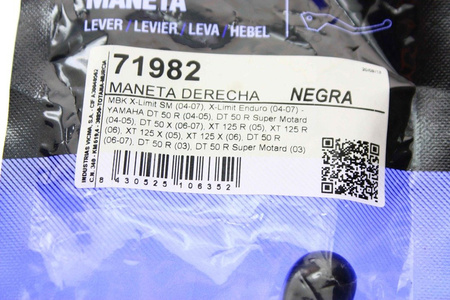 MANETA
LEVER / LEVIER / LEVA / HEBEL
71982
MANETA DERECHA NEGRA
MBK X-Limit SM (04-07), X-Limit Enduro (04-07) -
YAMAHA DT 50 R (04-05), DT 50 R Super Motard
(04-05), DT 50 X (06-07), XT 125 R (05), XT 125 R
(06), XT 125 X (05), XT 125 X (06), DT 50 R
(06-07), DT 50 R (03), DT 50 R Super Motard (03)
8 430525 106352
INDUSTRIAS VICMA, S.A. - CIF